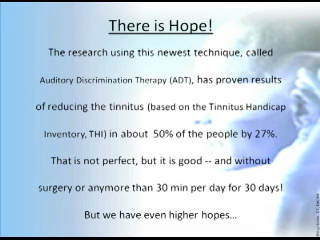 There is Hope!
The research using this newest technique, called
Auditory Discrimination Therapy (ADT), has proven results
of reducing the tinnitus (based on the Tinnitus Handicap
Inventory, THI) in about 50% of the people by 27%.
That is not perfect, but it is good -- and without
surgery or anymore than 30 min per day for 30 days!
But we have even higher hopes...